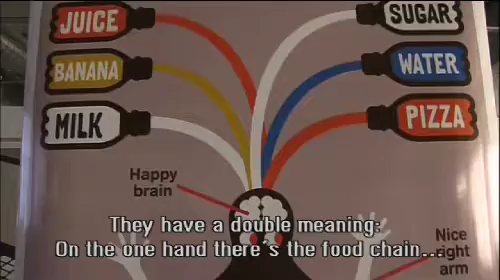 JUICE
SUGAR
BANANA
WATER
MILK
PIZZA
Happy
brain
They have a double meaning:
On the one hand there's the food chain...
Nice
right
arm